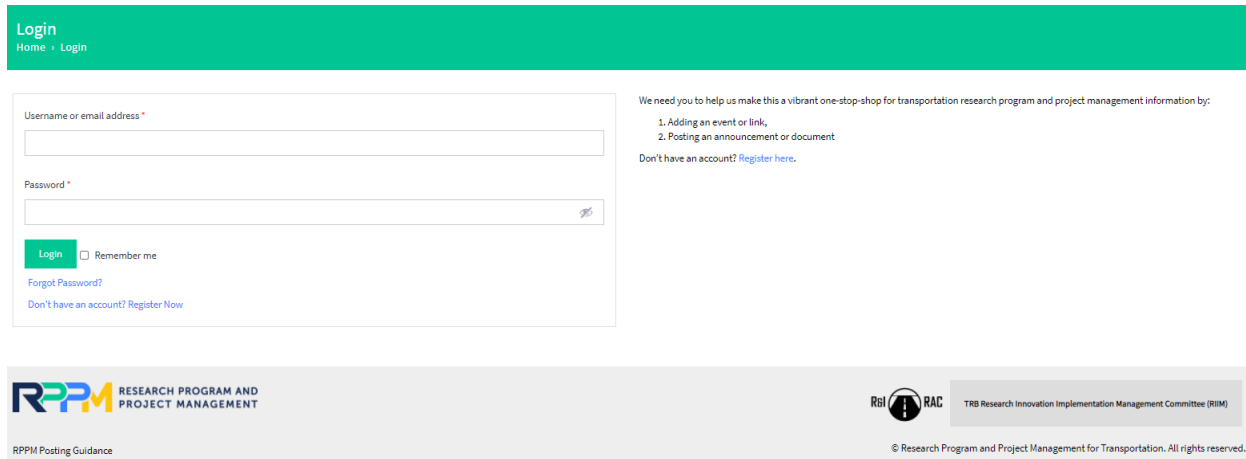 Login
Home › Login
Username or email address *
Password *
Login
Remember me
Forgot Password?
Don't have an account? Register Now
We need you to help us make this a vibrant one-stop-shop for transportation research program and project management information by:
1. Adding an event or link,
2. Posting an announcement or document
Don't have an account? Register here.
RPPM
RESEARCH PROGRAM AND
PROJECT MANAGEMENT
R&I RAC
TRB Research Innovation Implementation Management Committee (RIIM)
RPPM Posting Guidance
© Research Program and Project Management for Transportation. All rights reserved.